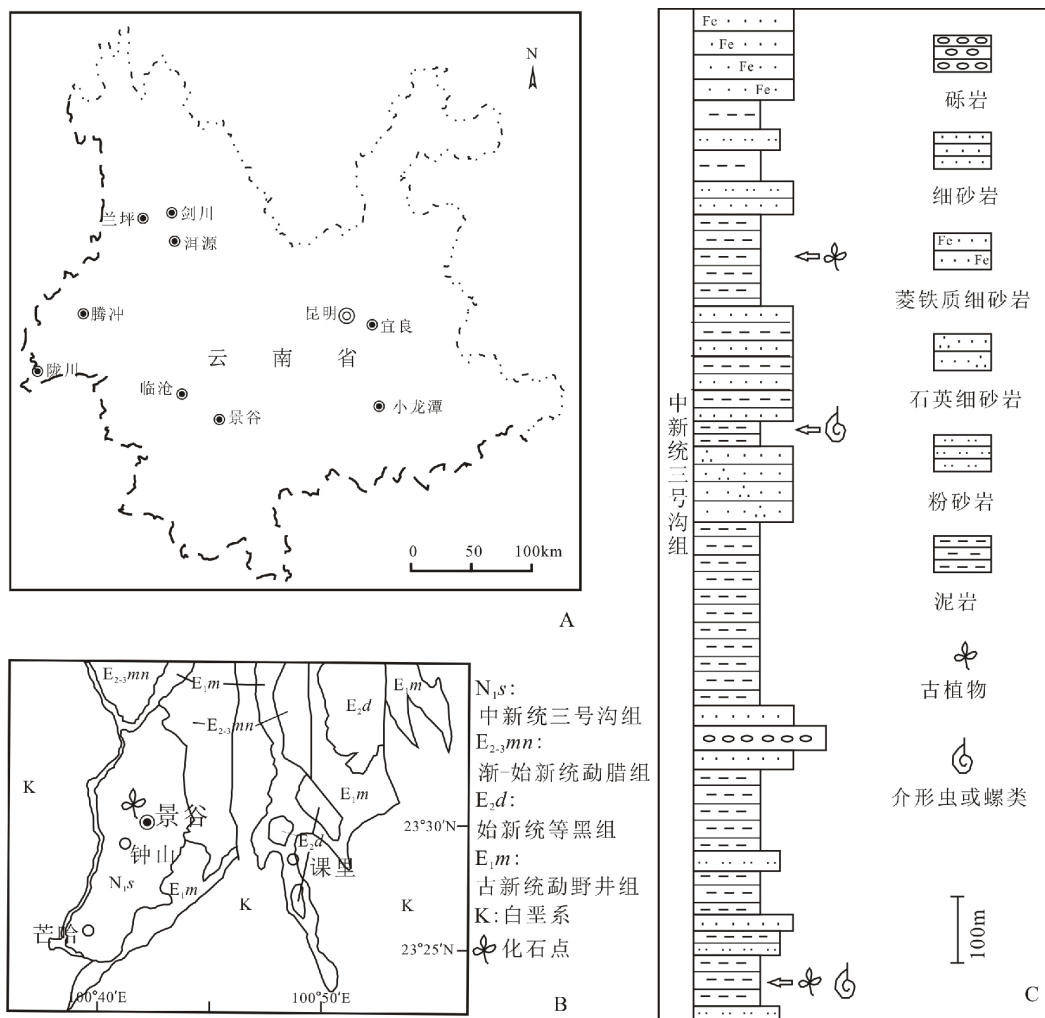 N
兰坪
剑川
洱源
腾冲
昆明
宜良
云南省
陇川
临沧
景谷
小龙潭
0 50 100km
A
E₂₋₃mn
E₁m
E₁m
E₂d
E₂₋₃mn
K
E₁m
景谷
23°30′N
钟山
E₂d
课里
N₁s
E₁m
K
K
芒哈
23°25′N
100°40′E
100°50′E
N₁s:
中新统三号沟组
E₂₋₃mn:
渐-始新统勐腊组
E₂d:
始新统等黑组
E₁m:
古新统勐野井组
K:白垩系
化石点
B
中新统三号沟组
Fe
Fe
Fe
Fe
砾岩
细砂岩
Fe
Fe
菱铁质细砂岩
石英细砂岩
粉砂岩
泥岩
古植物
介形虫或螺类
100m
C